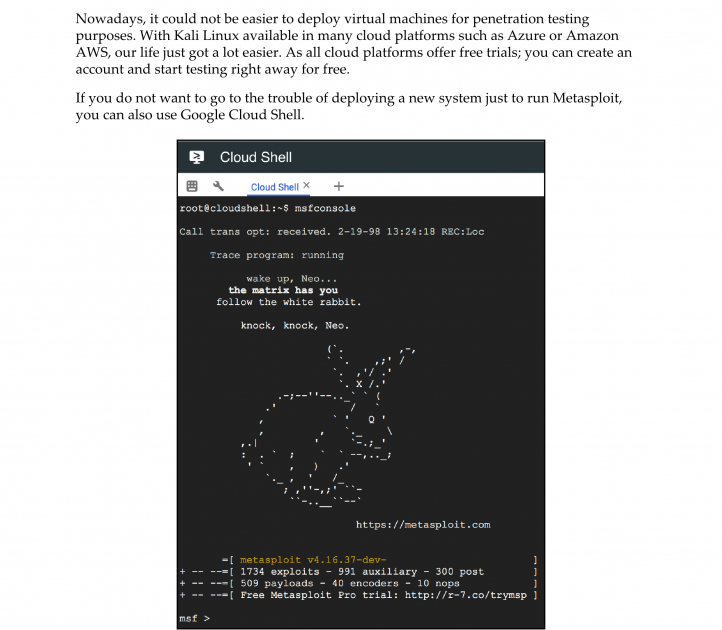 Nowadays, it could not be easier to deploy virtual machines for penetration testing
purposes. With Kali Linux available in many cloud platforms such as Azure or Amazon
AWS, our life just got a lot easier. As all cloud platforms offer free trials; you can create an
account and start testing right away for free.
If you do not want to go to the trouble of deploying a new system just to run Metasploit,
you can also use Google Cloud Shell.
Cloud Shell
Cloud Shell × +
root@cloudshell:~$ msfconsole
Call trans opt: received. 2-19-98 13:24:18 REC:Loc
Trace program: running
wake up, Neo...
the matrix has you
follow the white rabbit.
knock, knock, Neo.
https://metasploit.com
=[ metasploit v4.16.37-dev- ]
+ -- --=[ 1734 exploits - 991 auxiliary - 300 post ]
+ -- --=[ 509 payloads - 40 encoders - 10 nops ]
+ -- --=[ Free Metasploit Pro trial: http://r-7.co/trymsp ]
msf >